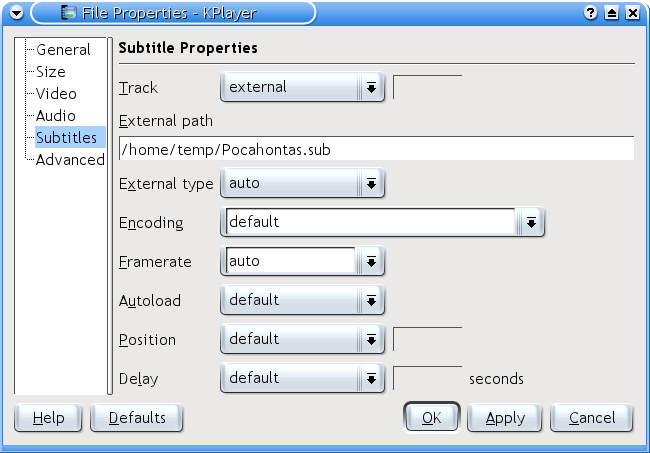 File Properties - KPlayer
General
Size
Video
Audio
Subtitles
Advanced
Subtitle Properties
Track external
External path
/home/temp/Pocahontas.sub
External type auto
Encoding default
Framerate auto
Autoload default
Position default
Delay default seconds
Help Defaults OK Apply Cancel